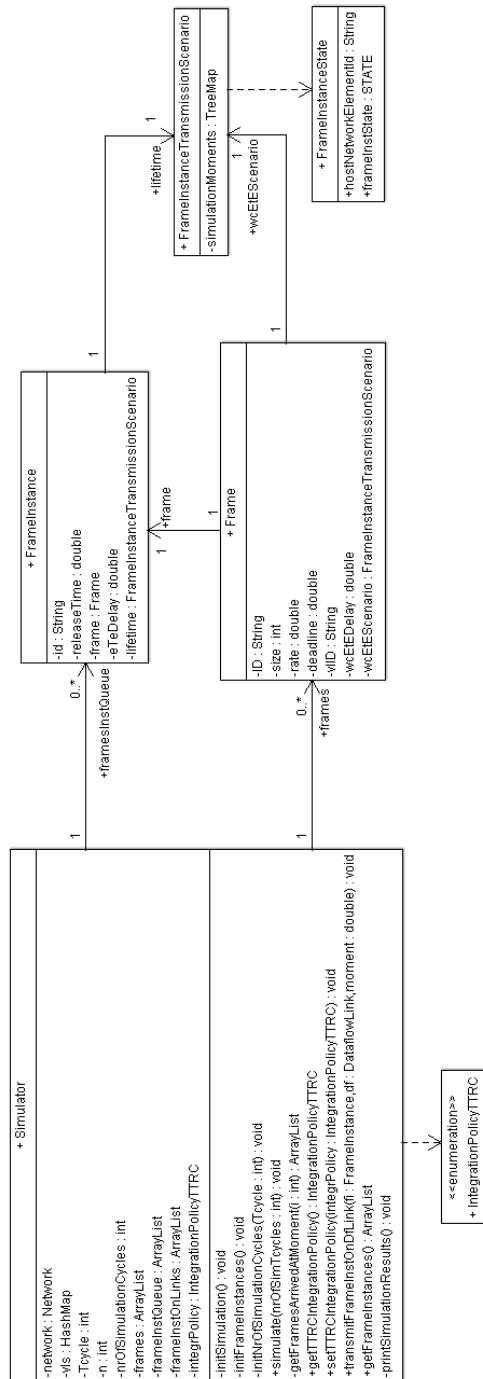 + Simulator
-network : Network
-vls : HashMap
-Tcycle : int
-n : int
-nrOfSimulationCycles : int
-frames : ArrayList
-frameInstQueue : ArrayList
-frameInstOnLinks : ArrayList
-integrPolicy : IntegrationPolicyTTRC
-initSimulation() : void
-initFrameInstances() : void
-initNrOfSimulationCycles(Tcycle : int) : void
+simulate(nrOfSimTcycles : int) : void
-getFramesArrivedAtMoment(i : int) : ArrayList
+getTTRCIntegrationPolicy() : IntegrationPolicyTTRC
+setTTRCIntegrationPolicy(integrPolicy : IntegrationPolicyTTRC) : void
+transmitFrameInstOnDfLink(fi : FrameInstance,df : DataflowLink,moment : double) : void
+getFrameInstances() : ArrayList
-printSimulationResults() : void
<<enumeration>>
+ IntegrationPolicyTTRC
1
0..*
+framesInstQueue
1
0..*
+frames
+ FrameInstance
-id : String
-releaseTime : double
-frame : Frame
-eTeDelay : double
-lifetime : FrameInstanceTransmissionScenario
1
+frame
1
+ Frame
-ID : String
-size : int
-rate : double
-deadline : double
-vlID : String
-wcEtEDelay : double
-wcEtEScenario : FrameInstanceTransmissionScenario
1
1
+lifetime
1
1
+wcEtEScenario
+ FrameInstanceTransmissionScenario
-simulationMoments : TreeMap
+ FrameInstanceState
+hostNetworkElementId : String
+frameInstState : STATE